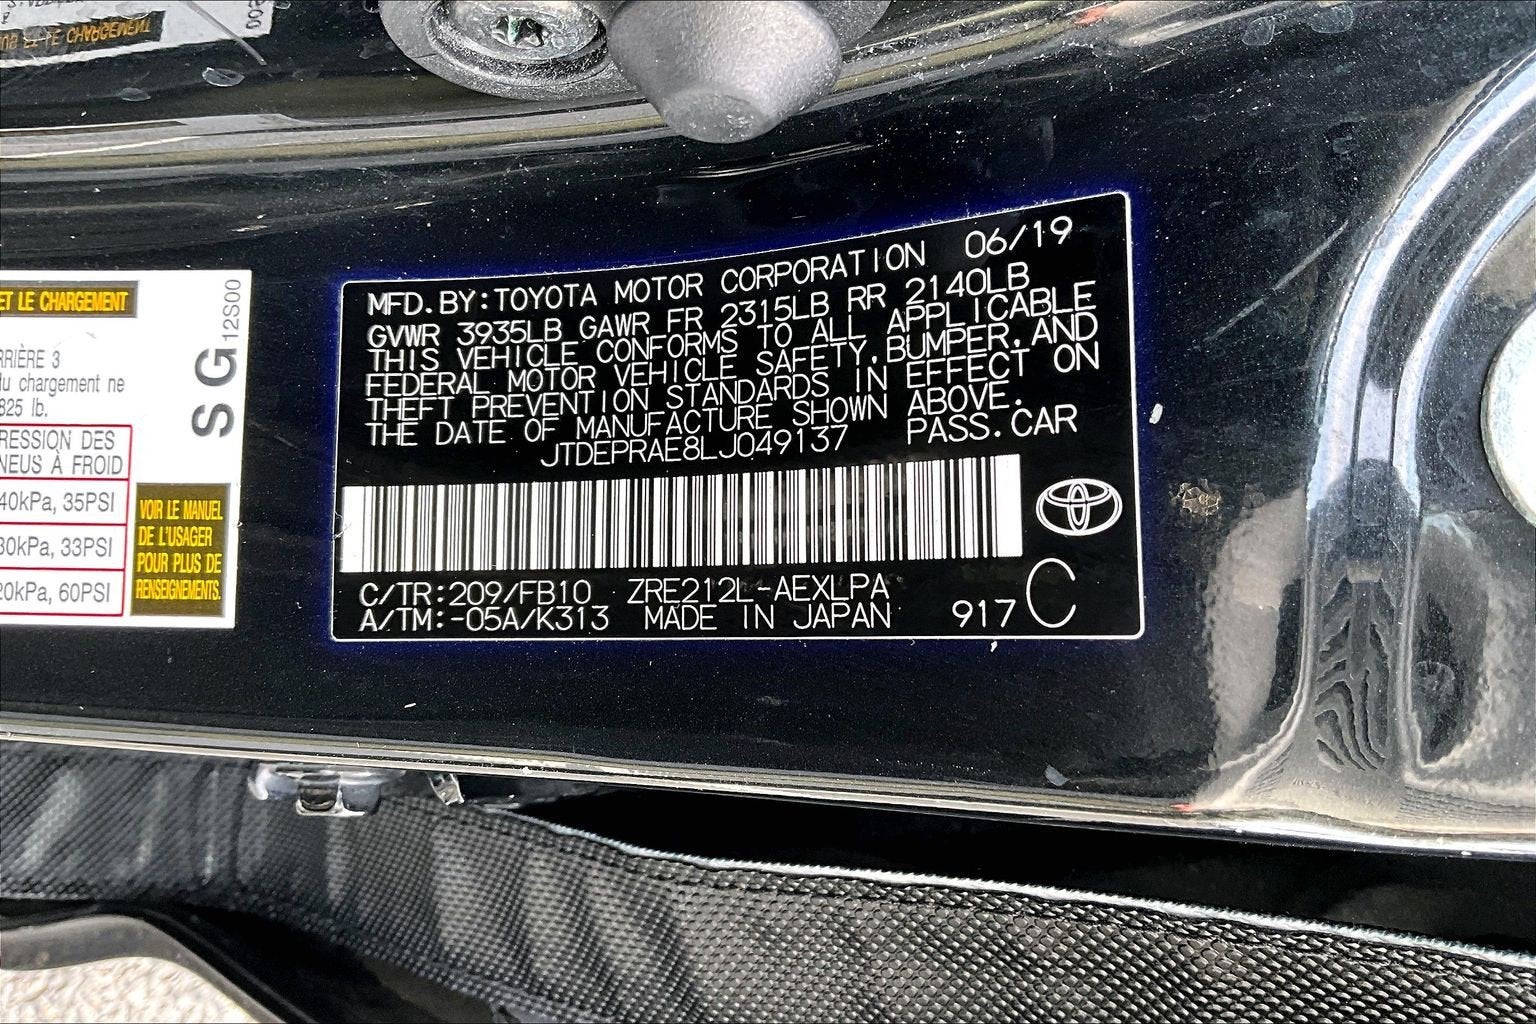 ET LE CHARGEMENT
RRIÈRE 3
du chargement ne
825 lb.
RESSION DES
NEUS À FROID
40kPa, 35PSI
30kPa, 33PSI
20kPa, 60PSI
S G 12S00
VOIR LE MANUEL
DE L'USAGER
POUR PLUS DE
RENSEIGNEMENTS.
MFD.BY:TOYOTA MOTOR CORPORATION 06/19
GVWR 3935LB GAWR FR 2315LB RR 2140LB
THIS VEHICLE CONFORMS TO ALL APPLICABLE
FEDERAL MOTOR VEHICLE SAFETY,BUMPER,AND
THEFT PREVENTION STANDARDS IN EFFECT ON
THE DATE OF MANUFACTURE SHOWN ABOVE.
JTDEPRAE8LJ049137 PASS.CAR
C/TR:209/FB10 ZRE212L-AEXLPA
A/TM:-05A/K313 MADE IN JAPAN 917 C